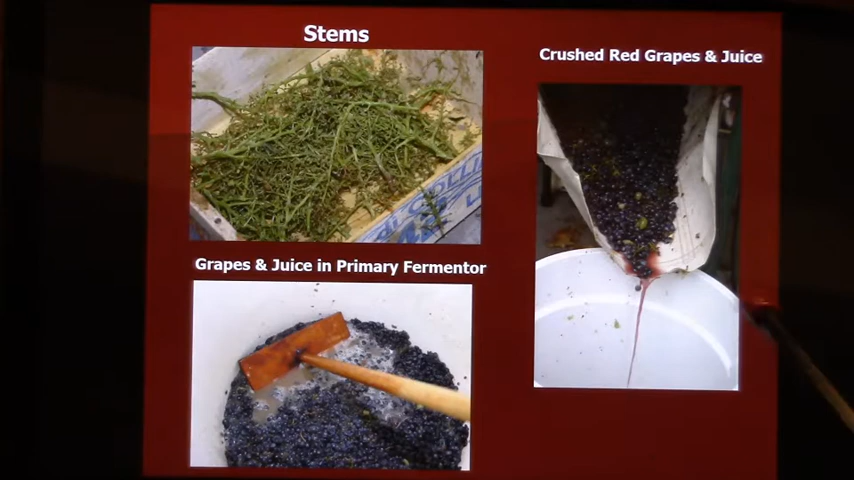 Stems
Crushed Red Grapes & Juice
Grapes & Juice in Primary Fermentor